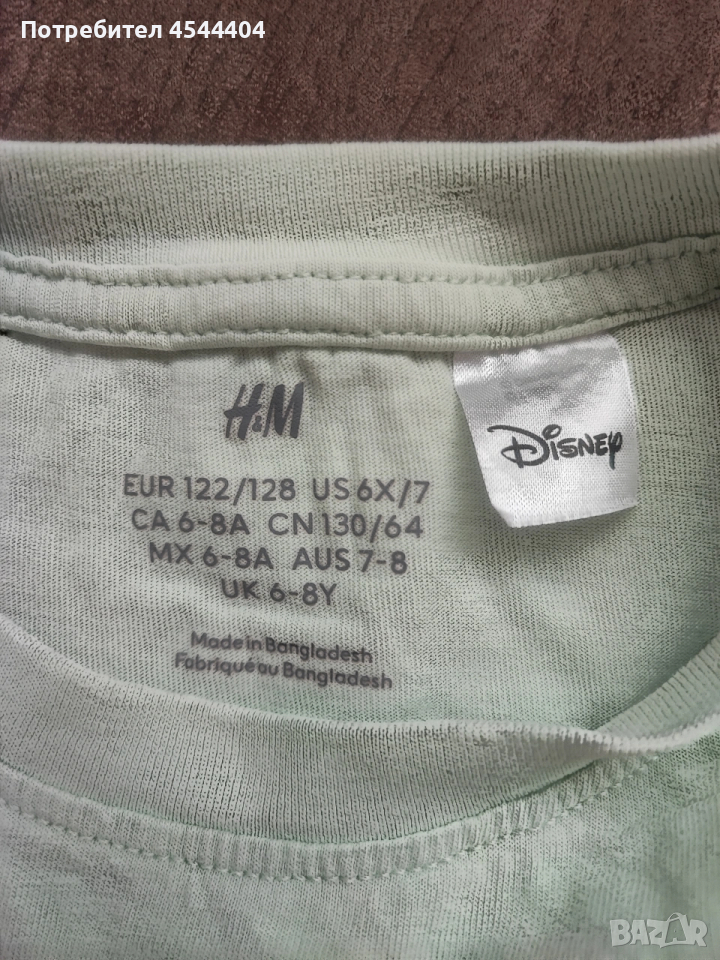 Потребител 4544404
H&M
Disney
EUR 122/128 US 6X/7
CA 6-8A CN 130/64
MX 6-8A AUS 7-8
UK 6-8Y
Made in Bangladesh
Fabriqué au Bangladesh
BAZAR